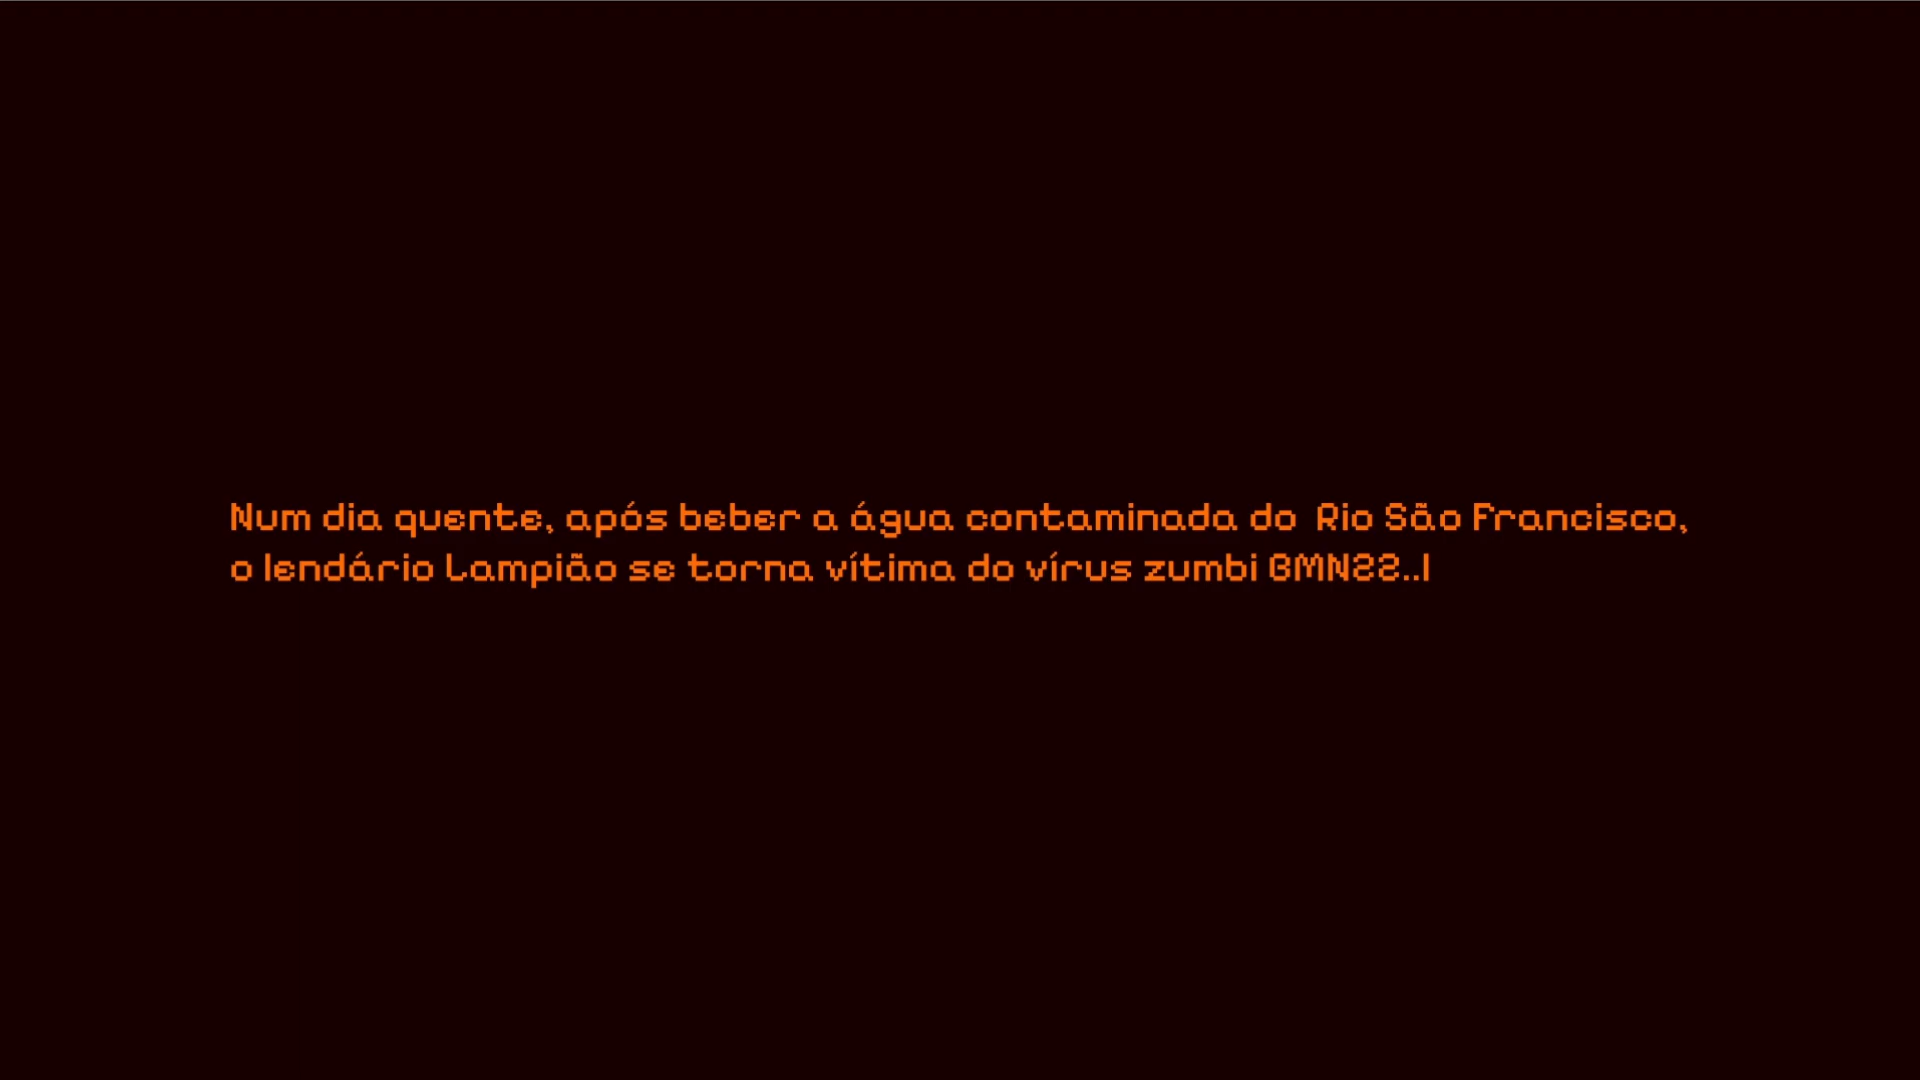 Num dia quente, após beber a água contaminada do Rio São Francisco,
o lendário Lampião se torna vítima do vírus zumbi GMN22..|